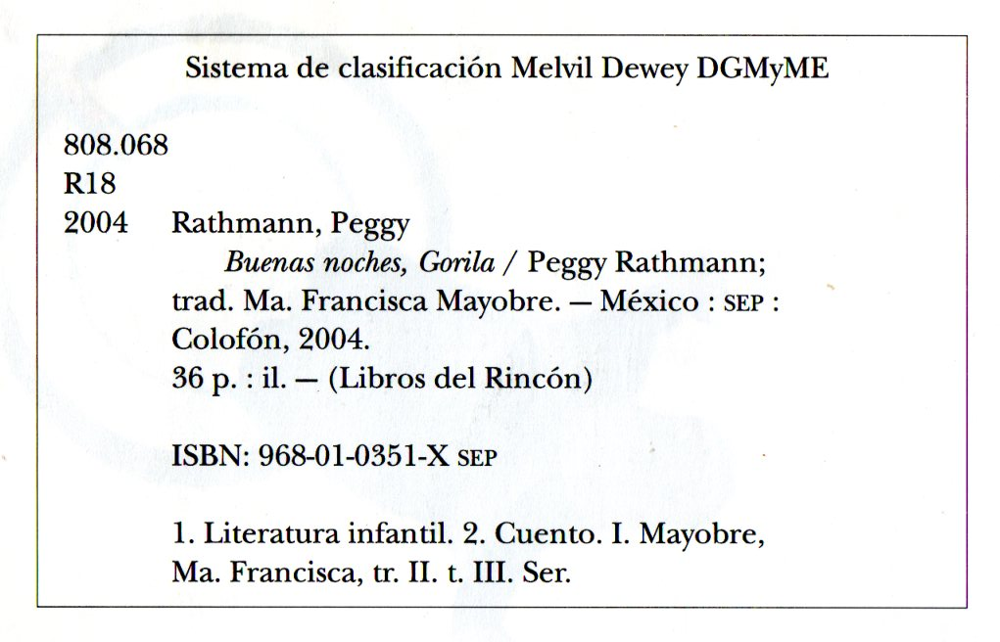 Sistema de clasificación Melvil Dewey DGMyME
808.068
R18
2004 Rathmann, Peggy
Buenas noches, Gorila / Peggy Rathmann;
trad. Ma. Francisca Mayobre. — México : SEP :
Colofón, 2004.
36 p. : il. — (Libros del Rincón)
ISBN: 968-01-0351-X SEP
1. Literatura infantil. 2. Cuento. I. Mayobre,
Ma. Francisca, tr. II. t. III. Ser.